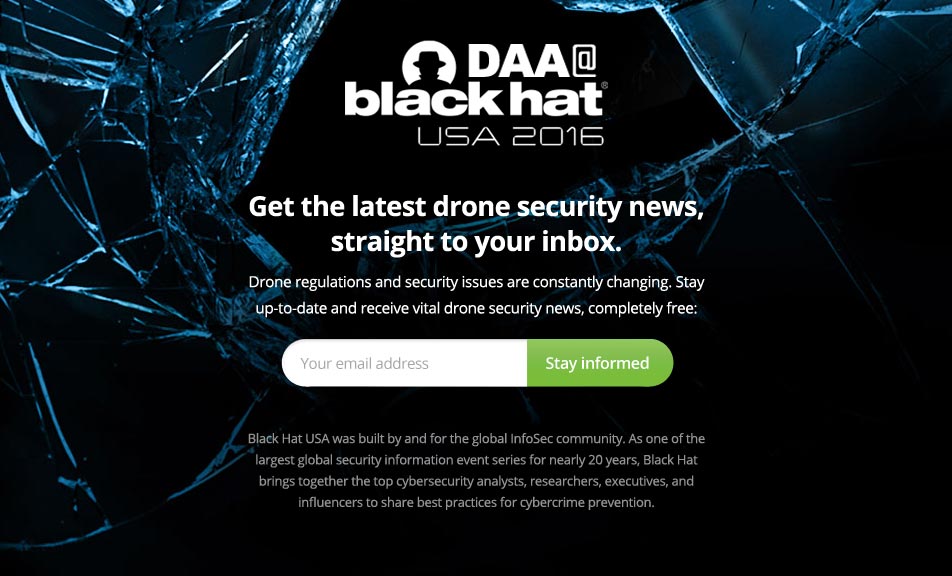 DAA@
black hat®
USA 2016
Get the latest drone security news,
straight to your inbox.
Drone regulations and security issues are constantly changing. Stay
up-to-date and receive vital drone security news, completely free:
Your email address
Stay informed
Black Hat USA was built by and for the global InfoSec community. As one of the
largest global security information event series for nearly 20 years, Black Hat
brings together the top cybersecurity analysts, researchers, executives, and
influencers to share best practices for cybercrime prevention.